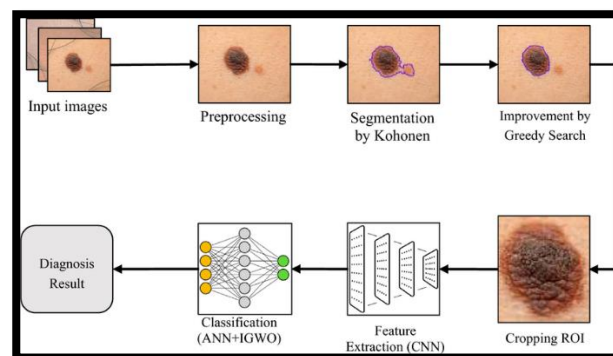 Input images
Preprocessing
Segmentation
by Kohonen
Improvement by
Greedy Search
Diagnosis
Result
Classification
(ANN+IGWO)
Feature
Extraction (CNN)
Cropping ROI